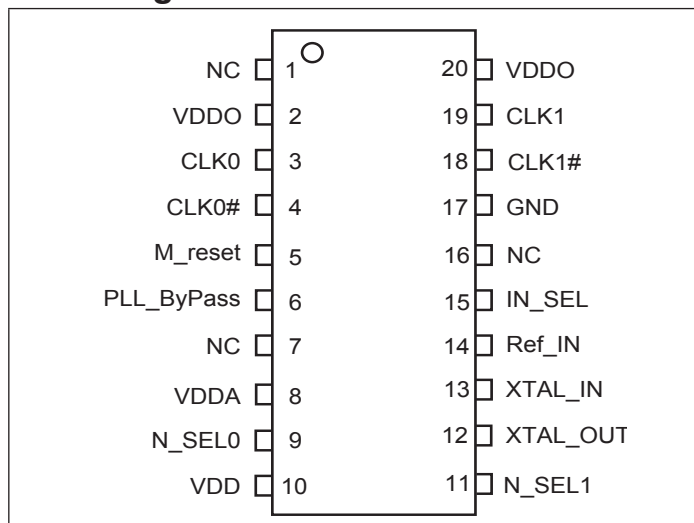 NC 1 20 VDDO
VDDO 2 19 CLK1
CLK0 3 18 CLK1#
CLK0# 4 17 GND
M_reset 5 16 NC
PLL_ByPass 6 15 IN_SEL
NC 7 14 Ref_IN
VDDA 8 13 XTAL_IN
N_SEL0 9 12 XTAL_OUT
VDD 10 11 N_SEL1